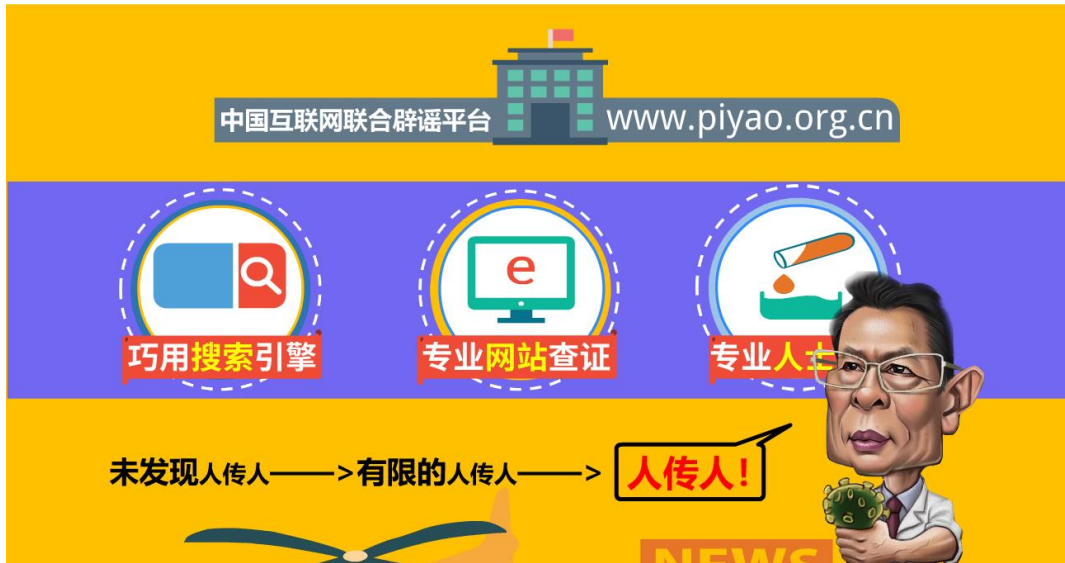 中国互联网联合辟谣平台 www.piyao.org.cn
e
巧用搜索引擎
专业网站查证
专业人士
未发现人传人——>有限的人传人——>人传人!
NEWS